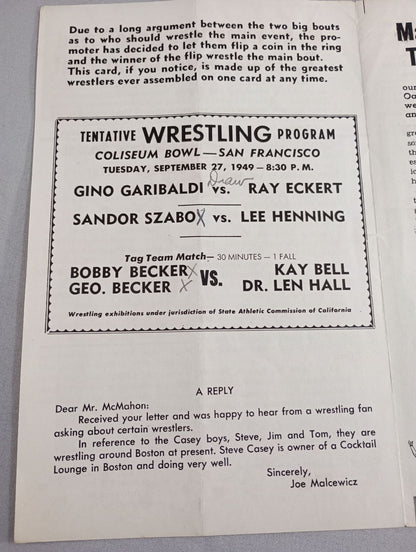 Due to a long argument between the two big bouts
as to who should wrestle the main event, the pro-
moter has decided to let them flip a coin in the ring
and the winner of the flip wrestle the main bout.
This card, if you notice, is made up of the greatest
wrestlers ever assembled on one card at any time.
TENTATIVE WRESTLING PROGRAM
COLISEUM BOWL—SAN FRANCISCO
TUESDAY, SEPTEMBER 27, 1949 — 8:30 P. M.
Draw
GINO GARIBALDI vs. RAY ECKERT
SANDOR SZABO X vs. LEE HENNING
Tag Team Match— 30 MINUTES — 1 FALL
BOBBY BECKER X KAY BELL
VS.
GEO. BECKER X DR. LEN HALL
Wrestling exhibitions under jurisdiction of State Athletic Commission of California
A REPLY
Dear Mr. McMahon:
Received your letter and was happy to hear from a wrestling fan
asking about certain wrestlers.
In reference to the Casey boys, Steve, Jim and Tom, they are
wrestling around Boston at present. Steve Casey is owner of a Cocktail
Lounge in Boston and doing very well.
Sincerely,
Joe Malcewicz